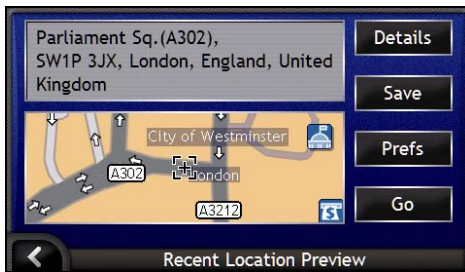 Parliament Sq.(A302),
SW1P 3JX, London, England, United
Kingdom
Details
Save
Prefs
Go
City of Westminster
London
A302
A3212
Recent Location Preview